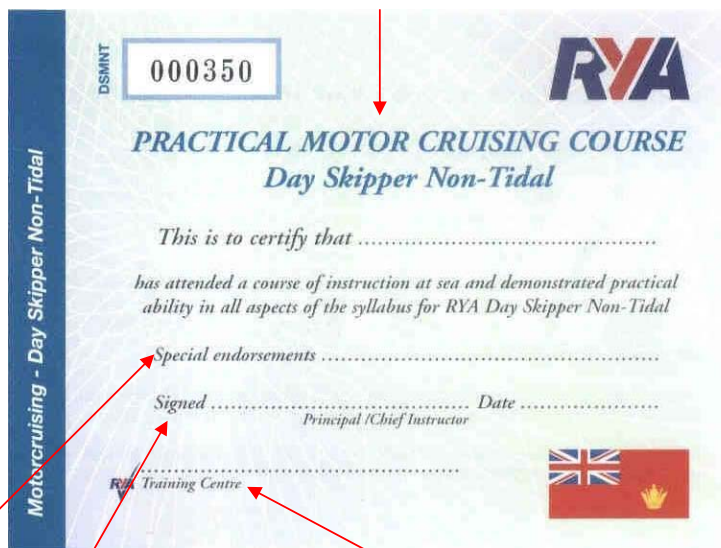 DSMNT
000350
RYA
PRACTICAL MOTOR CRUISING COURSE
Day Skipper Non-Tidal
This is to certify that ..........................................
has attended a course of instruction at sea and demonstrated practical
ability in all aspects of the syllabus for RYA Day Skipper Non-Tidal
Special endorsements ..................................................
Signed ...................................... Date .....................
Principal /Chief Instructor
..................................................
RYA Training Centre
Motorcruising - Day Skipper Non-Tidal